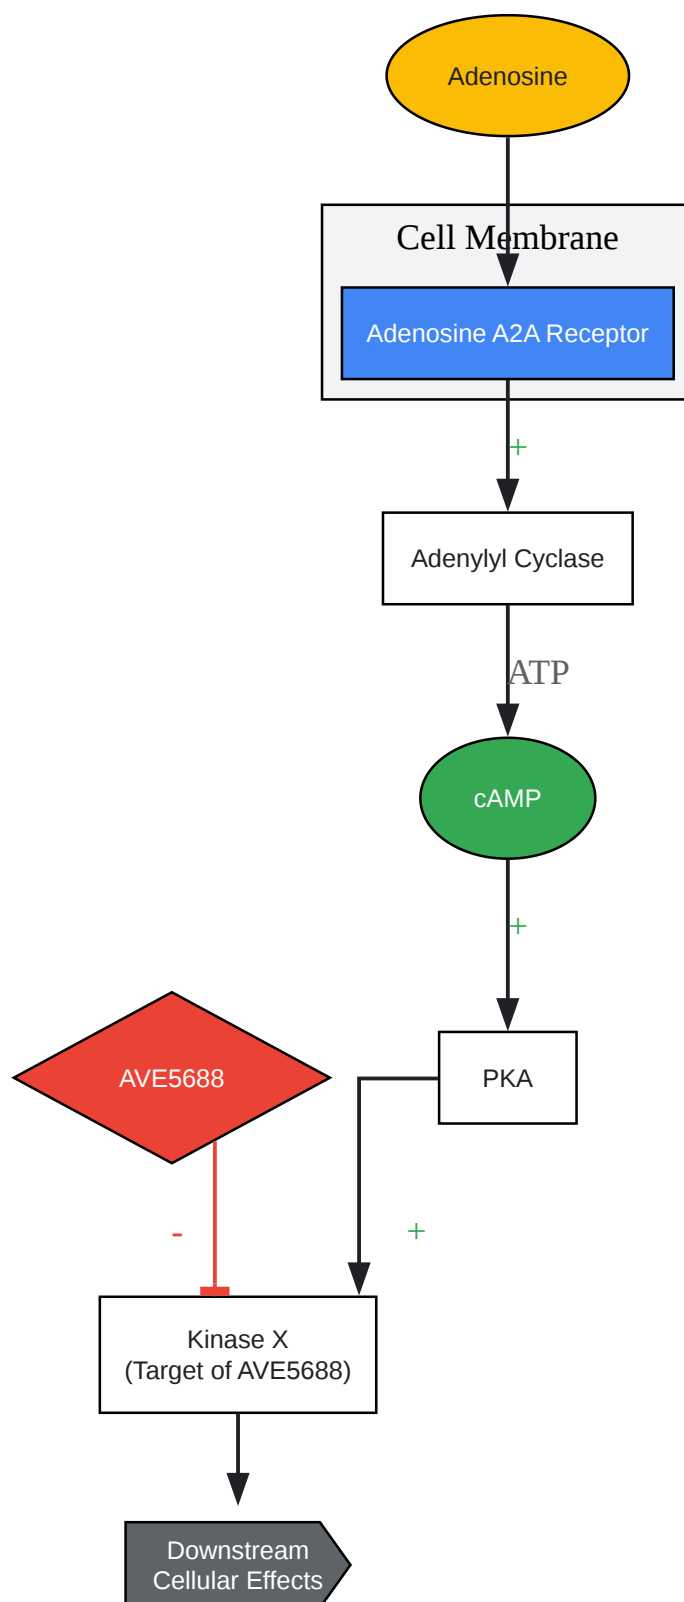 Adenosine
Cell Membrane
Adenosine A2A Receptor
+
Adenylyl Cyclase
ATP
cAMP
+
AVE5688
PKA
-
+
Kinase X
(Target of AVE5688)
Downstream
Cellular Effects